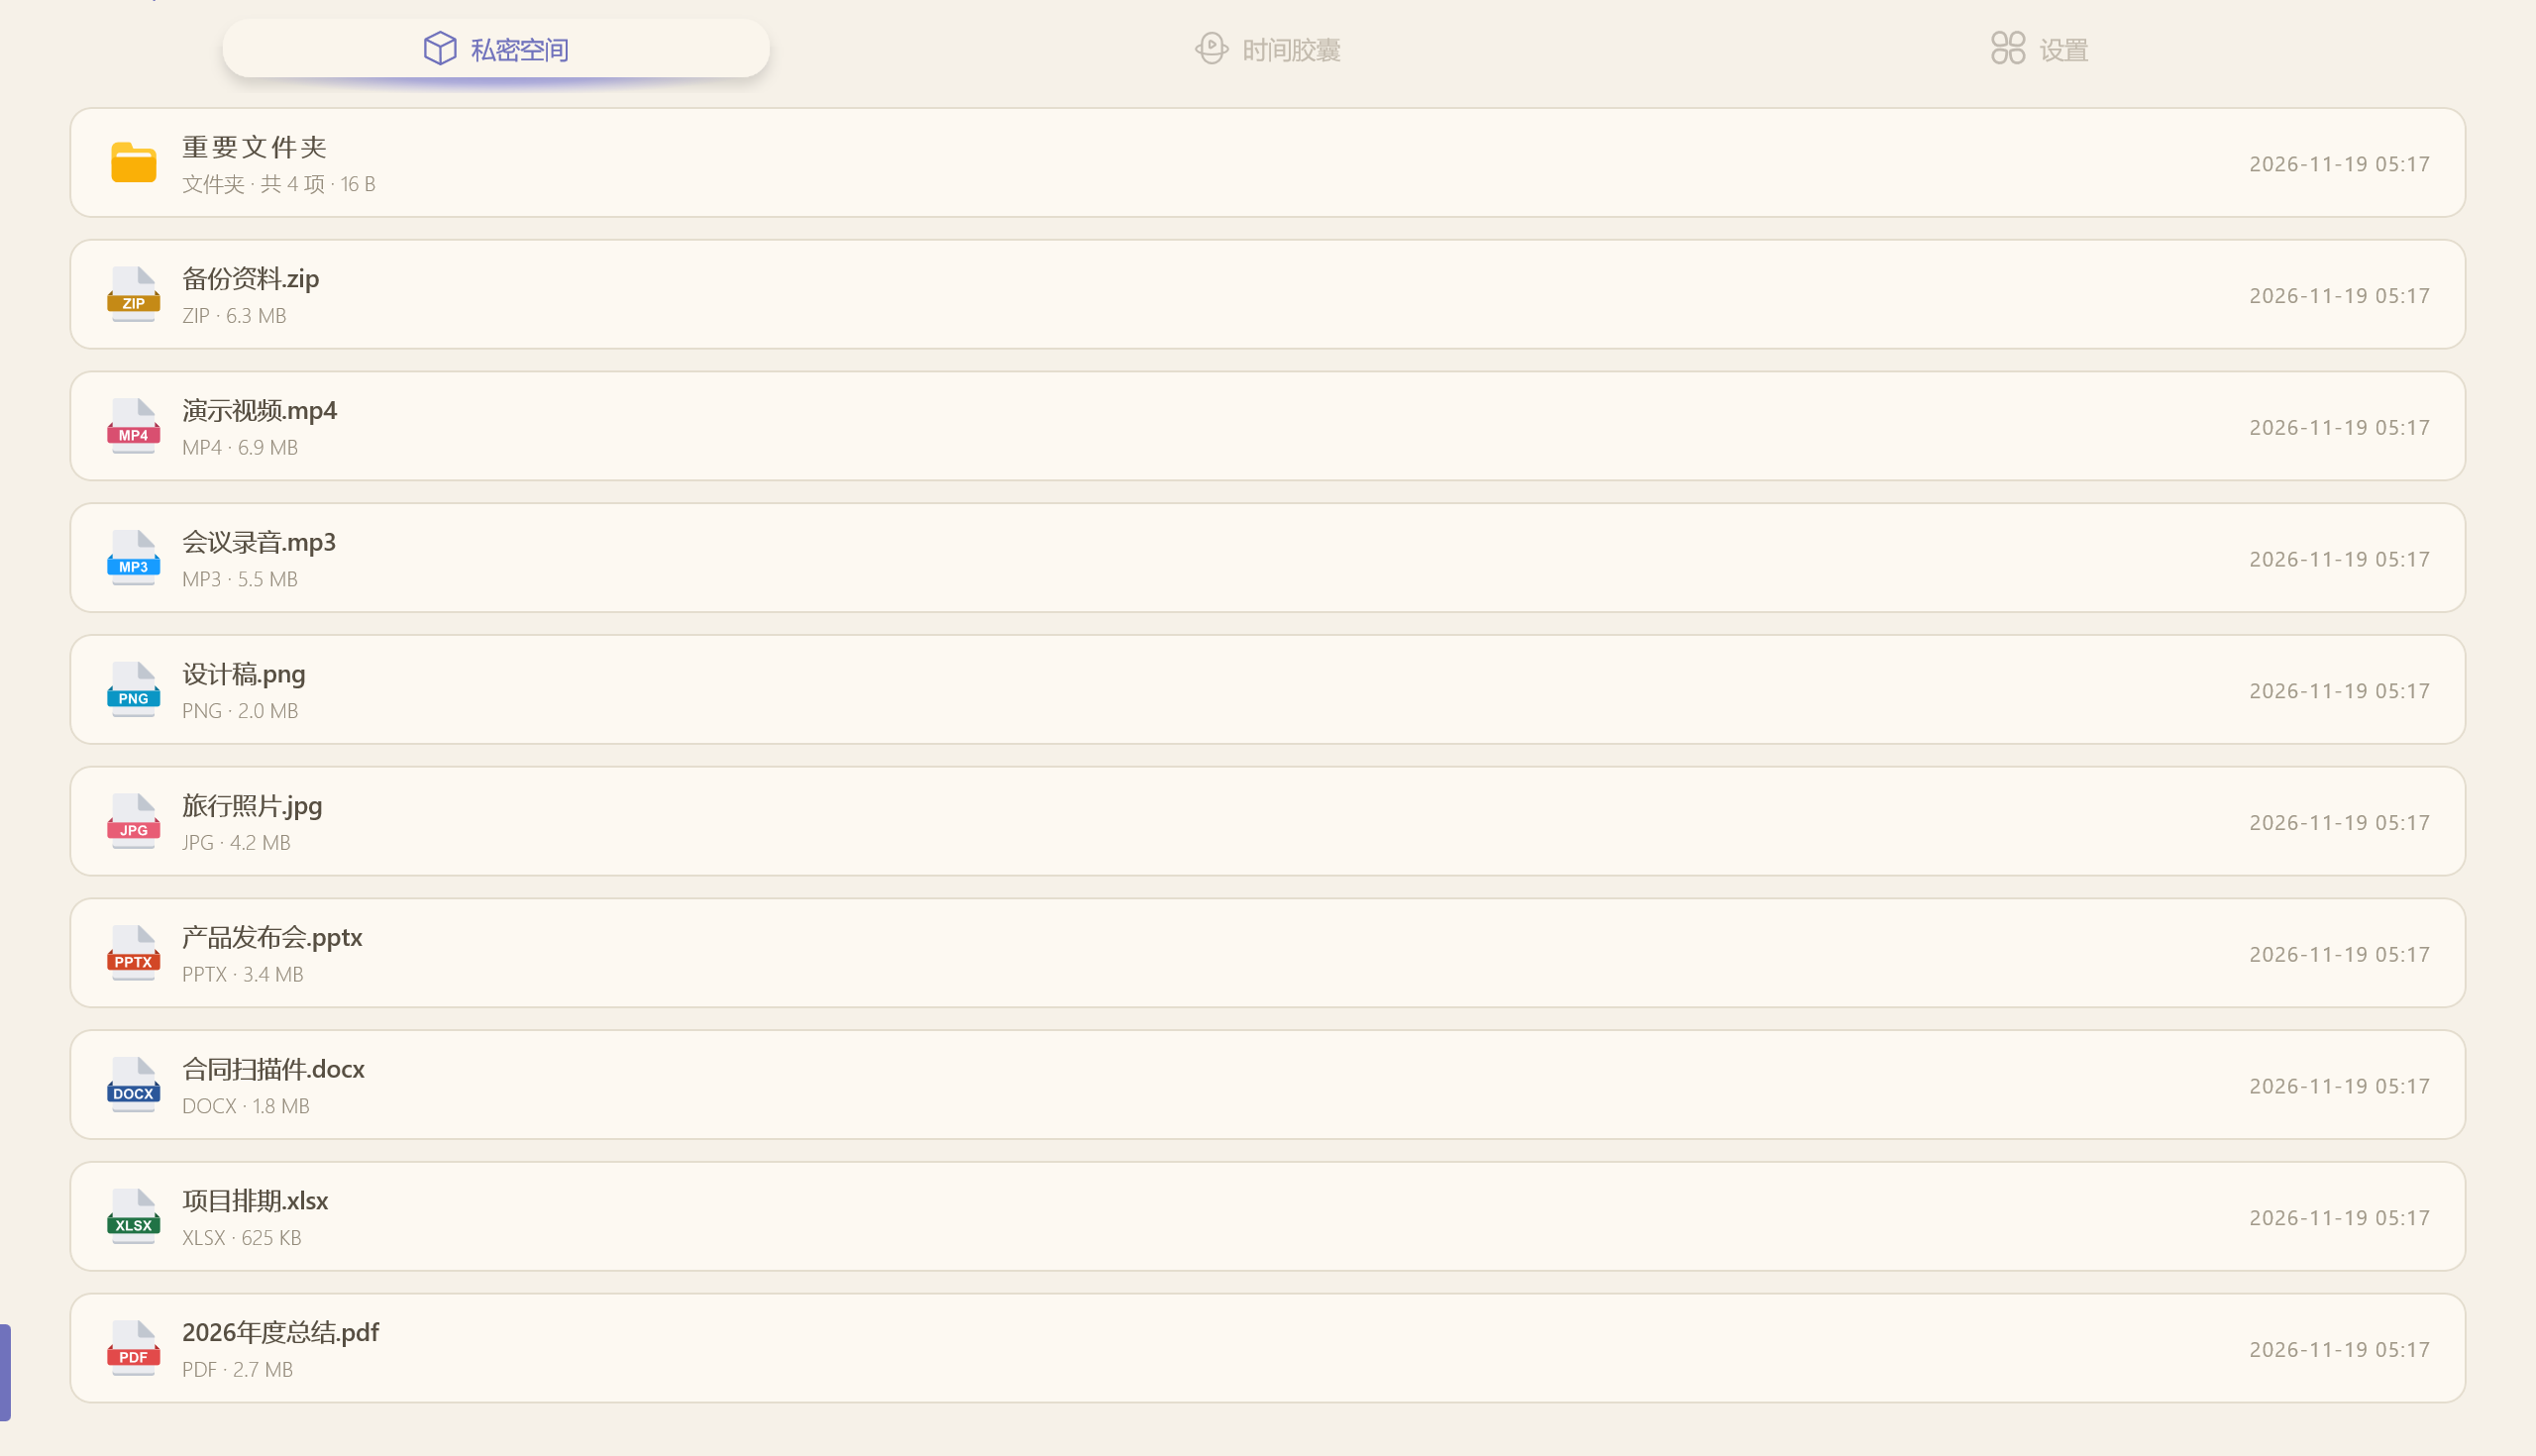 私密空间
时间胶囊
设置
重要文件夹
文件夹 · 共 4 项 · 16 B
2026-11-19 05:17
ZIP
备份资料.zip
ZIP · 6.3 MB
2026-11-19 05:17
MP4
演示视频.mp4
MP4 · 6.9 MB
2026-11-19 05:17
MP3
会议录音.mp3
MP3 · 5.5 MB
2026-11-19 05:17
PNG
设计稿.png
PNG · 2.0 MB
2026-11-19 05:17
JPG
旅行照片.jpg
JPG · 4.2 MB
2026-11-19 05:17
PPTX
产品发布会.pptx
PPTX · 3.4 MB
2026-11-19 05:17
DOCX
合同扫描件.docx
DOCX · 1.8 MB
2026-11-19 05:17
XLSX
项目排期.xlsx
XLSX · 625 KB
2026-11-19 05:17
PDF
2026年度总结.pdf
PDF · 2.7 MB
2026-11-19 05:17